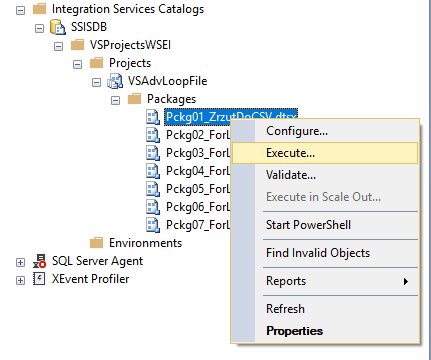 Integration Services Catalogs
SSISDB
VSProjectsWSEI
Projects
VSAdvLoopFile
Packages
Pckg01_ZrzutDoCSV.dtsx
Pckg02_ForL
Pckg03_ForL
Pckg04_ForL
Pckg05_ForL
Pckg06_ForL
Pckg07_ForL
Environments
SQL Server Agent
XEvent Profiler
Configure...
Execute...
Validate...
Execute in Scale Out...
Start PowerShell
Find Invalid Objects
Reports
Refresh
Properties